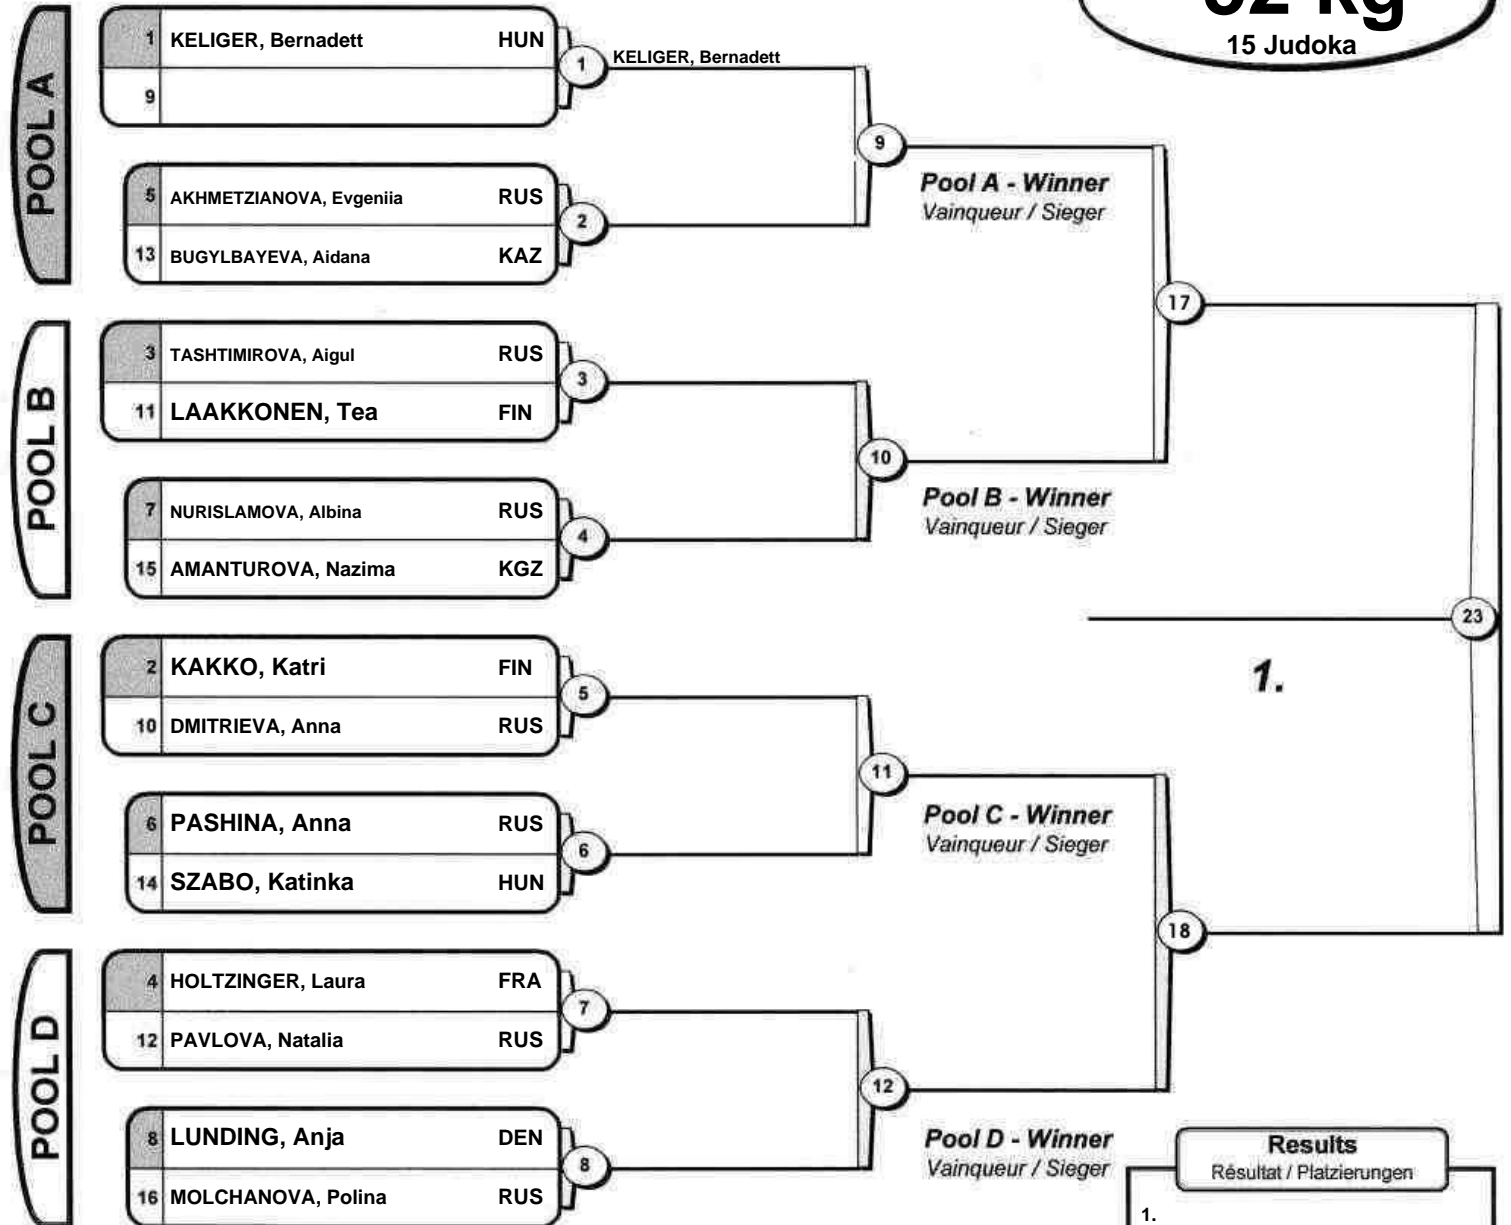 52 kg
15 Judoka
POOL A
1 KELIGER, Bernadett HUN
9
1 KELIGER, Bernadett
5 AKHMETZIANOVA, Evgeniia RUS
13 BUGYLBAYEVA, Aidana KAZ
2
9
Pool A - Winner
Vainqueur / Sieger
17
POOL B
3 TASHTIMIROVA, Aigul RUS
11 LAAKKONEN, Tea FIN
3
7 NURISLAMOVA, Albina RUS
15 AMANTUROVA, Nazima KGZ
4
10
Pool B - Winner
Vainqueur / Sieger
23
1.
POOL C
2 KAKKO, Katri FIN
10 DMITRIEVA, Anna RUS
5
6 PASHINA, Anna RUS
14 SZABO, Katinka HUN
6
11
Pool C - Winner
Vainqueur / Sieger
18
POOL D
4 HOLTZINGER, Laura FRA
12 PAVLOVA, Natalia RUS
7
8 LUNDING, Anja DEN
16 MOLCHANOVA, Polina RUS
8
12
Pool D - Winner
Vainqueur / Sieger
Results
Résultat / Platzierungen
1.